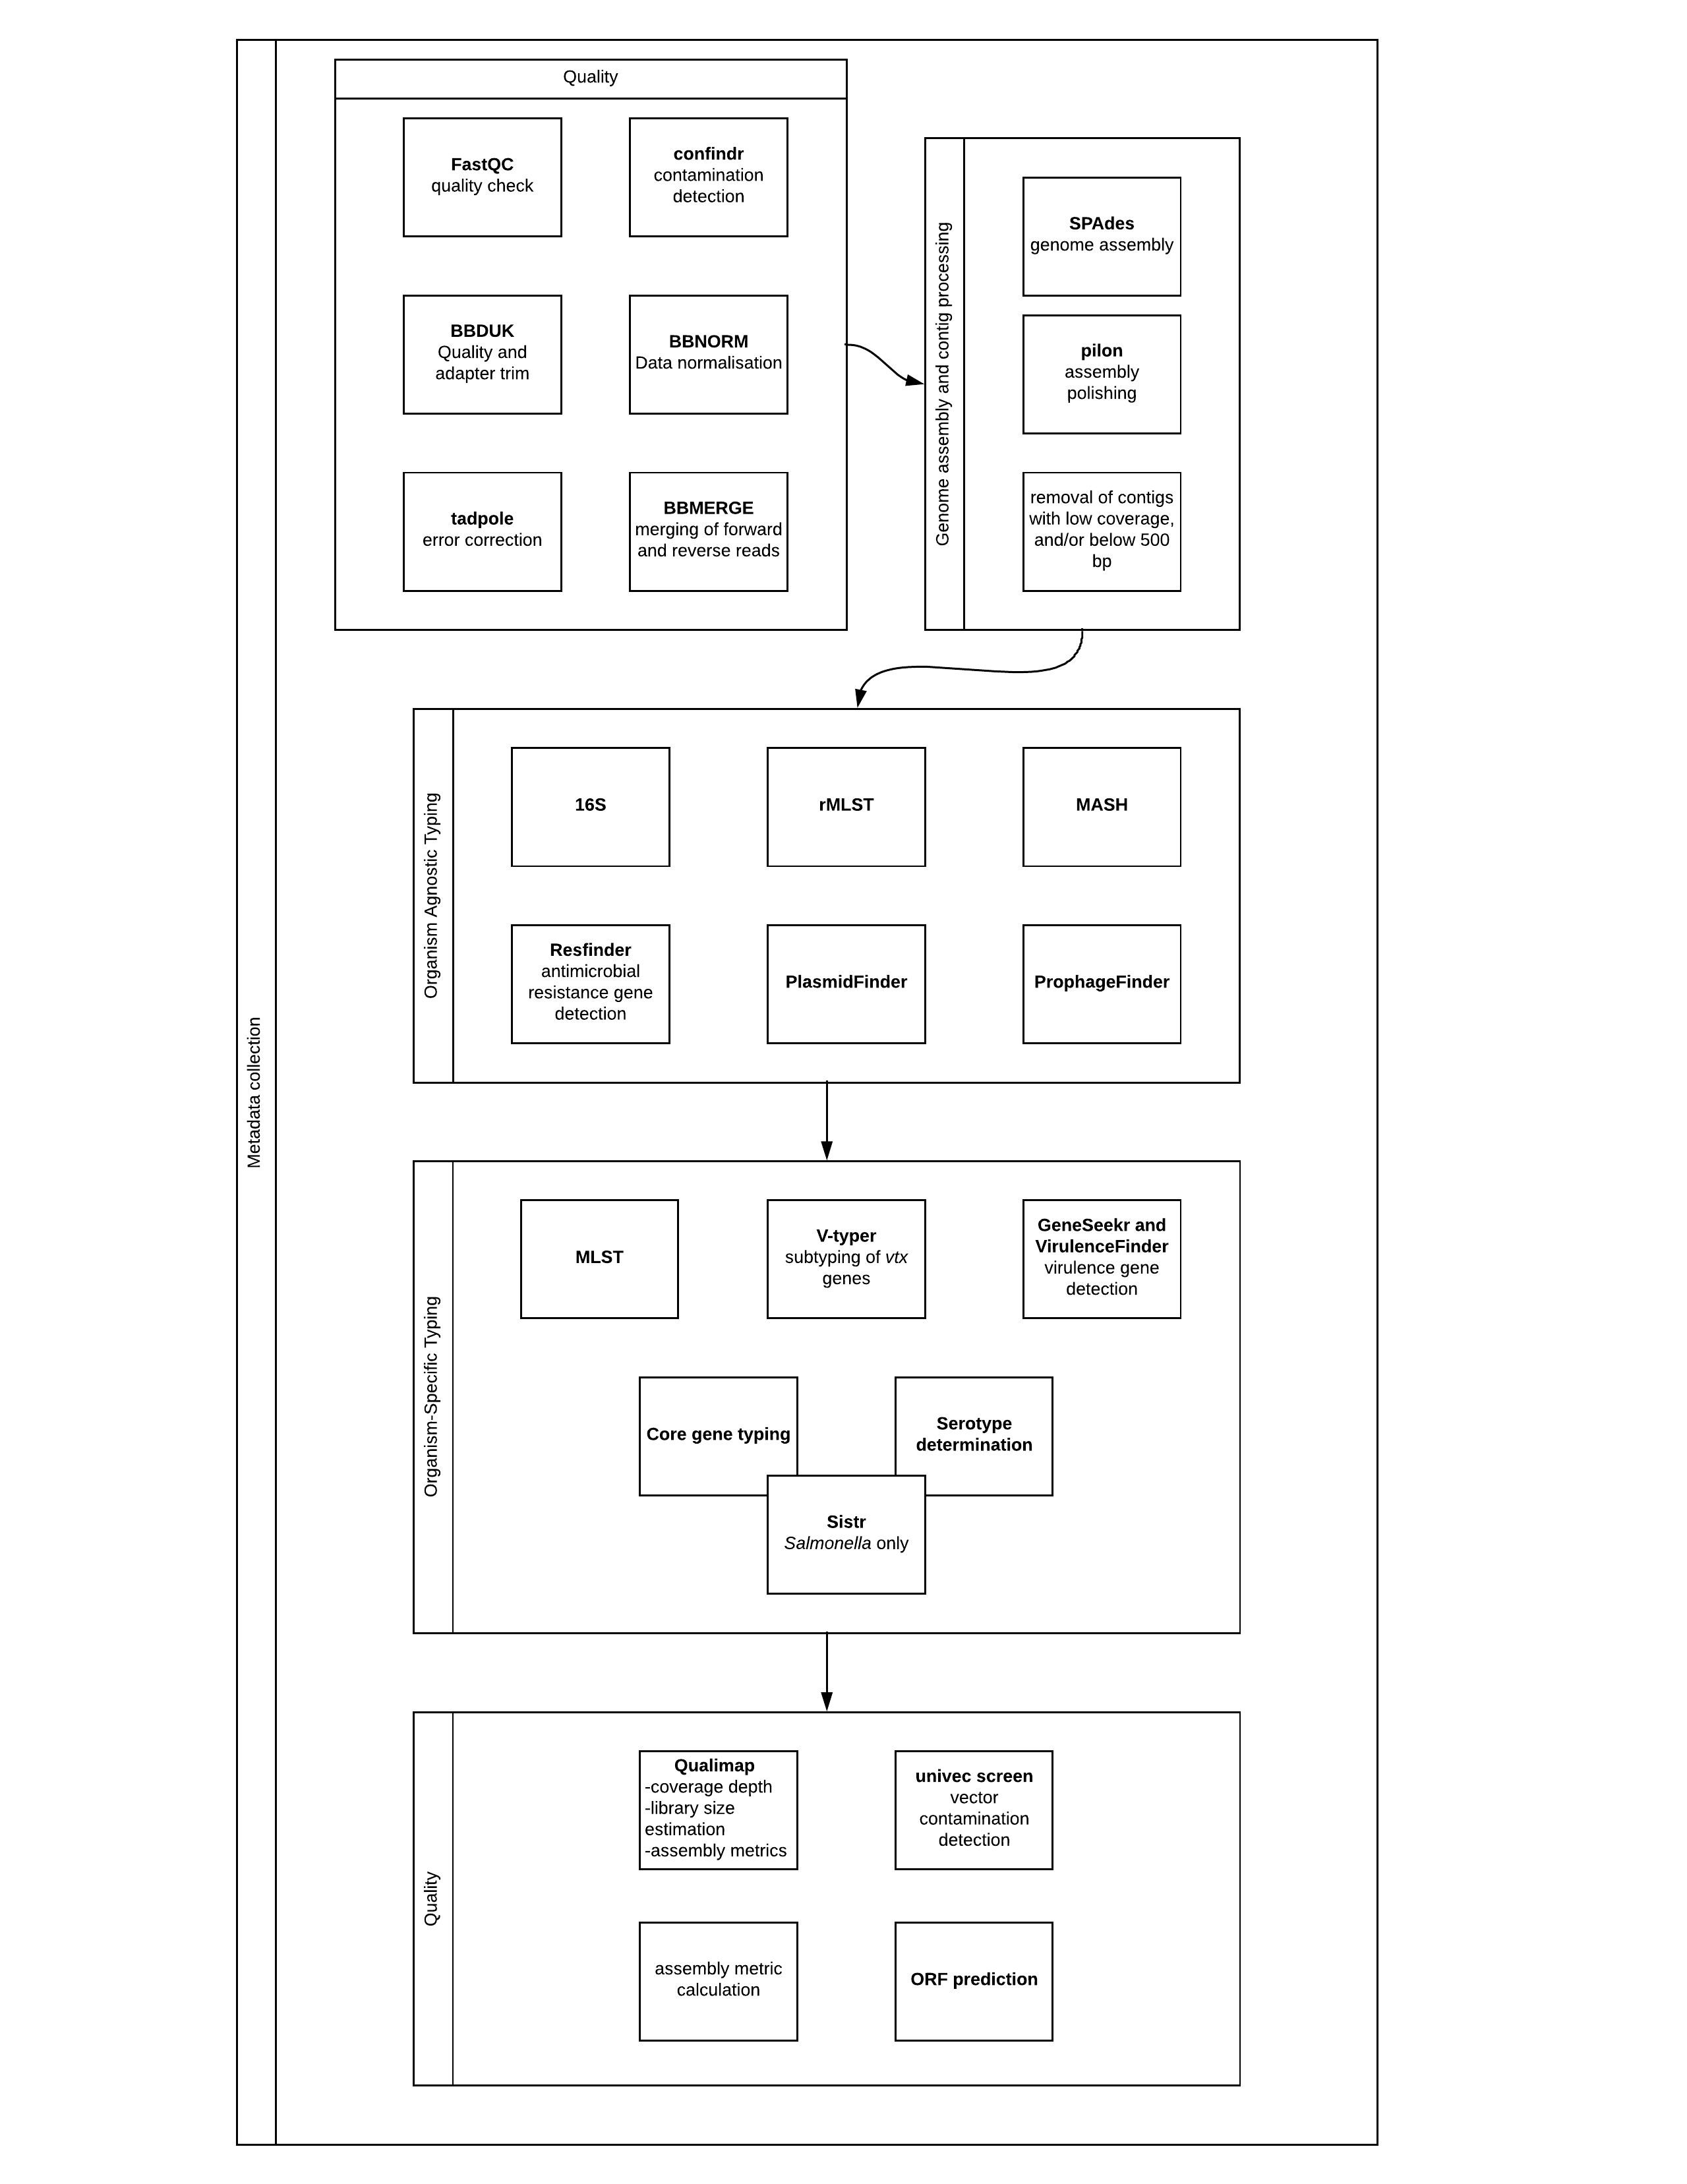 Metadata collection
Quality
FastQC
quality check
confindr
contamination
detection
BBDUK
Quality and
adapter trim
BBNORM
Data normalisation
tadpole
error correction
BBMERGE
merging of forward
and reverse reads
Genome assembly and contig processing
SPAdes
genome assembly
pilon
assembly
polishing
removal of contigs
with low coverage,
and/or below 500
bp
Organism Agnostic Typing
16S
rMLST
MASH
Resfinder
antimicrobial
resistance gene
detection
PlasmidFinder
ProphageFinder
Organism-Specific Typing
MLST
V-typer
subtyping of vtx
genes
GeneSeekr and
VirulenceFinder
virulence gene
detection
Core gene typing
Serotype
determination
Sistr
Salmonella only
Quality
Qualimap
-coverage depth
-library size
estimation
-assembly metrics
univec screen
vector
contamination
detection
assembly metric
calculation
ORF prediction